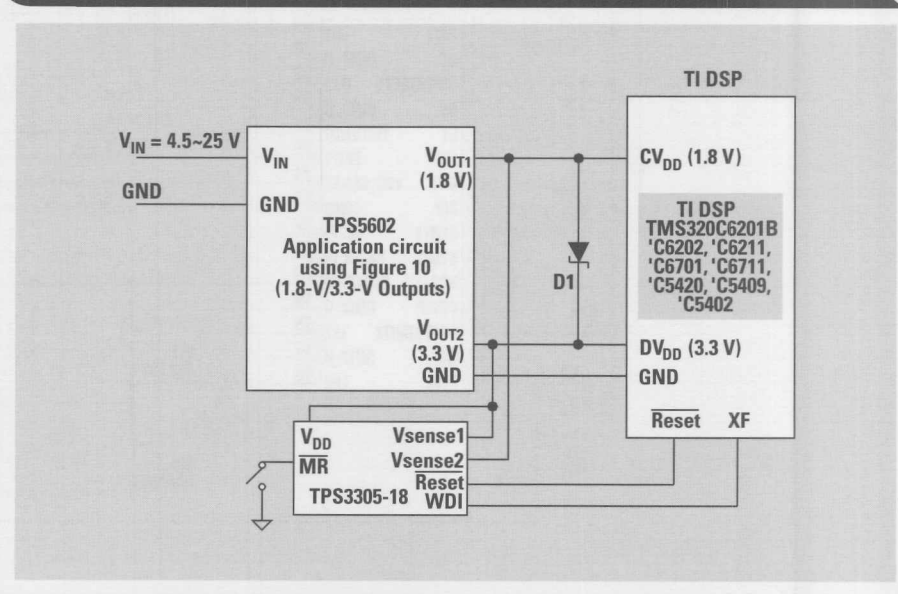 TI DSP
V_IN = 4.5~25 V
GND
V_IN
GND
V_OUT1
(1.8 V)
TPS5602
Application circuit
using Figure 10
(1.8-V/3.3-V Outputs)
V_OUT2
(3.3 V)
GND
D1
CV_DD (1.8 V)
TI DSP
TMS320C6201B
'C6202, 'C6211,
'C6701, 'C6711,
'C5420, 'C5409,
'C5402
DV_DD (3.3 V)
GND
Reset XF
V_DD
MR
Vsense1
Vsense2
Reset
WDI
TPS3305-18